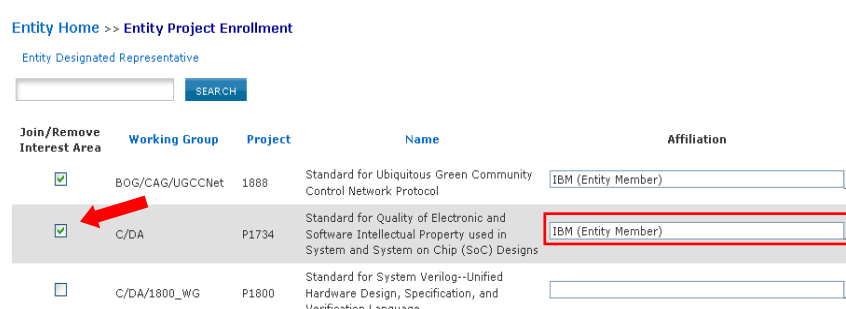 Entity Home >> Entity Project Enrollment
Entity Designated Representative
SEARCH
Join/Remove
Interest Area
Working Group
Project
Name
Affiliation
BOG/CAG/UGCCNet
1888
Standard for Ubiquitous Green Community
Control Network Protocol
IBM (Entity Member)
C/DA
P1734
Standard for Quality of Electronic and
Software Intellectual Property used in
System and System on Chip (SoC) Designs
IBM (Entity Member)
C/DA/1800_WG
P1800
Standard for System Verilog--Unified
Hardware Design, Specification, and
Verification Language